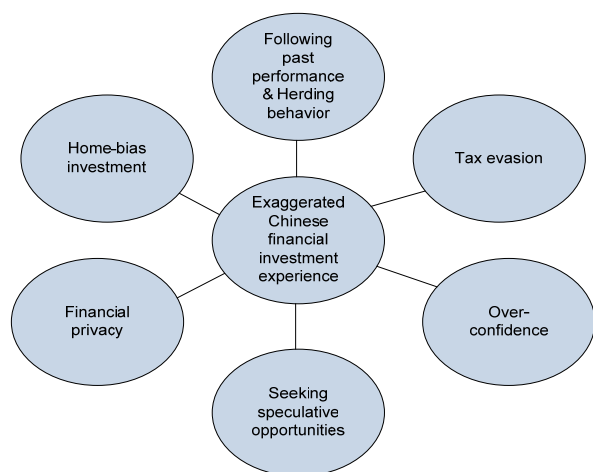 Following
past
performance
& Herding
behavior
Home-bias
investment
Tax evasion
Exaggerated
Chinese
financial
investment
experience
Financial
privacy
Over-
confidence
Seeking
speculative
opportunities